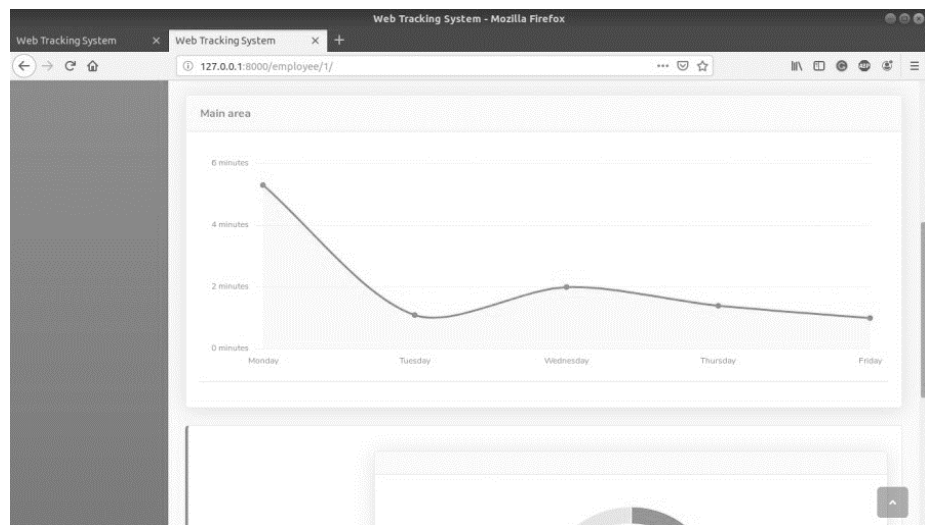 Web Tracking System - Mozilla Firefox
Web Tracking System × Web Tracking System × +
127.0.0.1:8000/employee/1/
Main area
6 minutes
4 minutes
2 minutes
0 minutes
Monday Tuesday Wednesday Thursday Friday